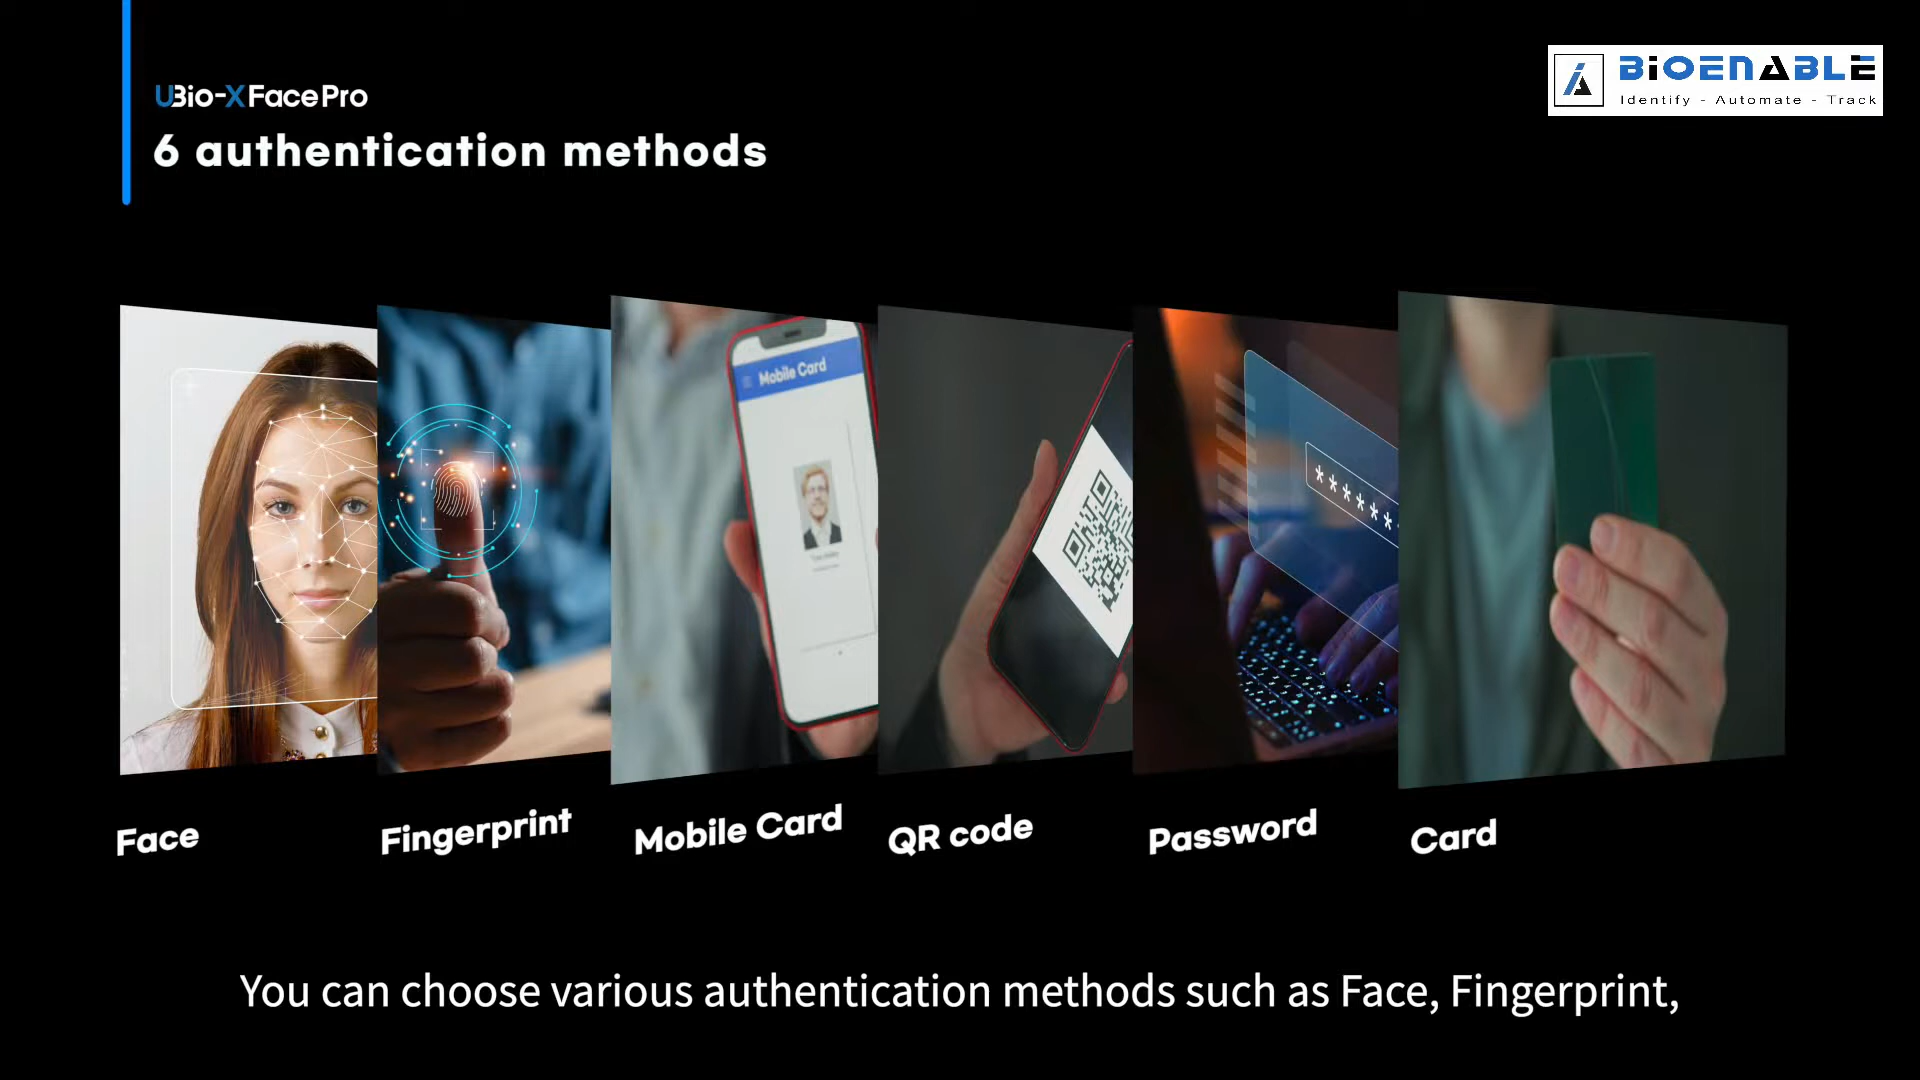 UBio-X Face Pro
6 authentication methods
BIOENABLE
Identify - Automate - Track
Mobile Card
******
Face
Fingerprint
Mobile Card
QR code
Password
Card
You can choose various authentication methods such as Face, Fingerprint,